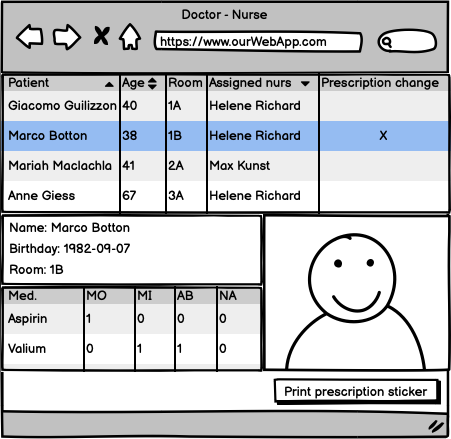 Doctor - Nurse
https://www.ourWebApp.com
Patient Age Room Assigned nurs Prescription change
Giacomo Guilizzon 40 1A Helene Richard
Marco Botton 38 1B Helene Richard X
Mariah Maclachla 41 2A Max Kunst
Anne Giess 67 3A Helene Richard
Name: Marco Botton
Birthday: 1982-09-07
Room: 1B
Med. MO MI AB NA
Aspirin 1 0 0 0
Valium 0 1 1 0
Print prescription sticker